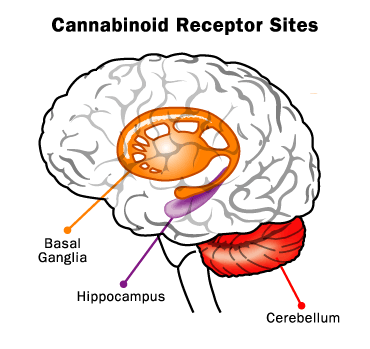 Cannabinoid Receptor Sites
Basal
Ganglia
Hippocampus
Cerebellum